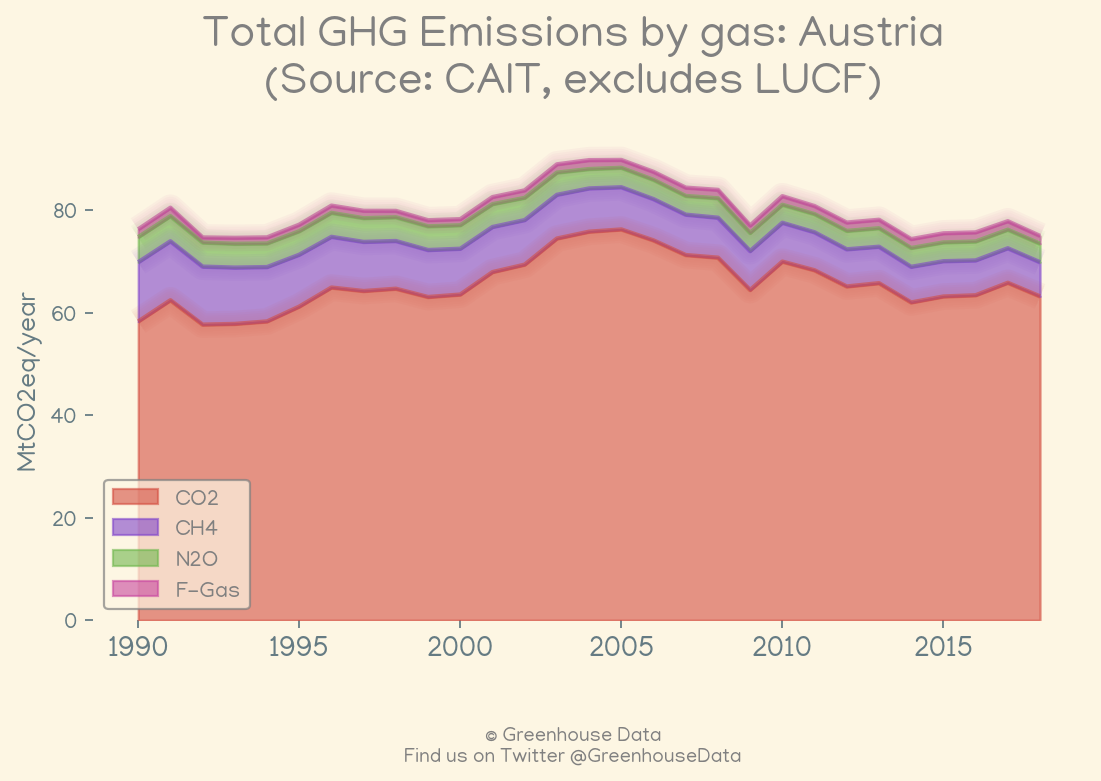 Total GHG Emissions by gas: Austria
(Source: CAIT, excludes LUCF)
MtCO2eq/year
80
60
40
20
0
CO2
CH4
N2O
F-Gas
1990 1995 2000 2005 2010 2015
© Greenhouse Data
Find us on Twitter @GreenhouseData